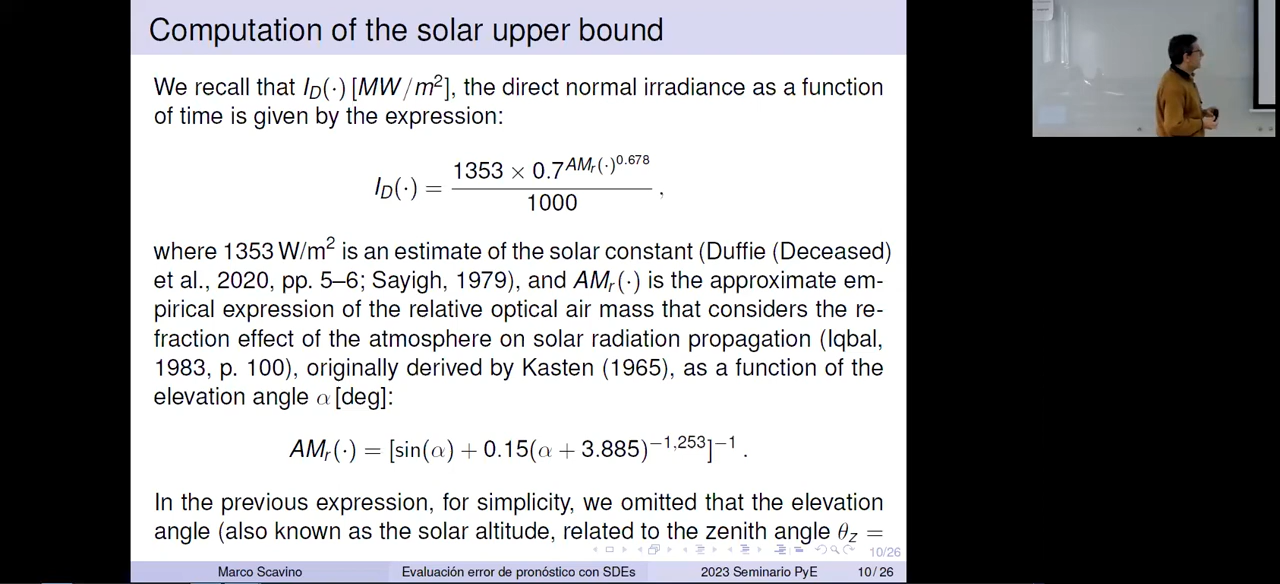 Computation of the solar upper bound
We recall that I_D(·) [MW/m²], the direct normal irradiance as a function
of time is given by the expression:
I_D(·) = 1353 × 0.7^{AM_r(·)^{0.678}} / 1000 ,
where 1353 W/m² is an estimate of the solar constant (Duffie (Deceased)
et al., 2020, pp. 5–6; Sayigh, 1979), and AM_r(·) is the approximate em-
pirical expression of the relative optical air mass that considers the re-
fraction effect of the atmosphere on solar radiation propagation (Iqbal,
1983, p. 100), originally derived by Kasten (1965), as a function of the
elevation angle α [deg]:
AM_r(·) = [sin(α) + 0.15(α + 3.885)^{−1,253}]^{−1} .
In the previous expression, for simplicity, we omitted that the elevation
angle (also known as the solar altitude, related to the zenith angle θ_z =
10/26
Marco Scavino Evaluación error de pronóstico con SDEs 2023 Seminario PyE 10 / 26